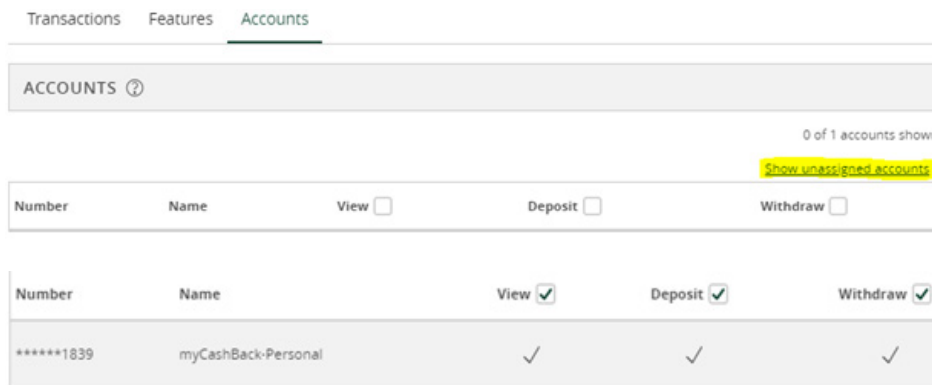 Transactions Features Accounts
ACCOUNTS
0 of 1 accounts show
Show unassigned accounts
Number Name View Deposit Withdraw
Number Name View Deposit Withdraw
******1839 myCashBack-Personal